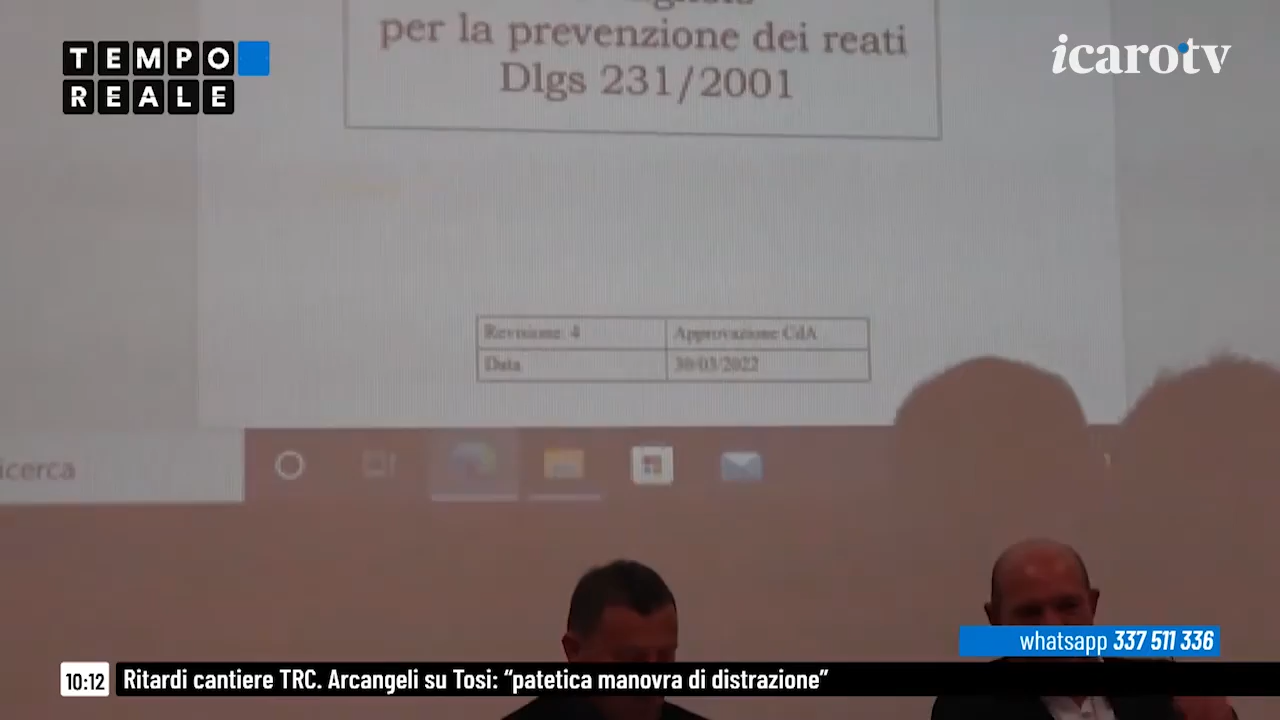 per la prevenzione dei reati
Dlgs 231/2001
TEMPO
REALE
icarotv
Revisione 4
Approvazione CdA
Data
30/03/2022
icerca
whatsapp 337 511 336
10:12
Ritardi cantiere TRC. Arcangeli su Tosi: “patetica manovra di distrazione”